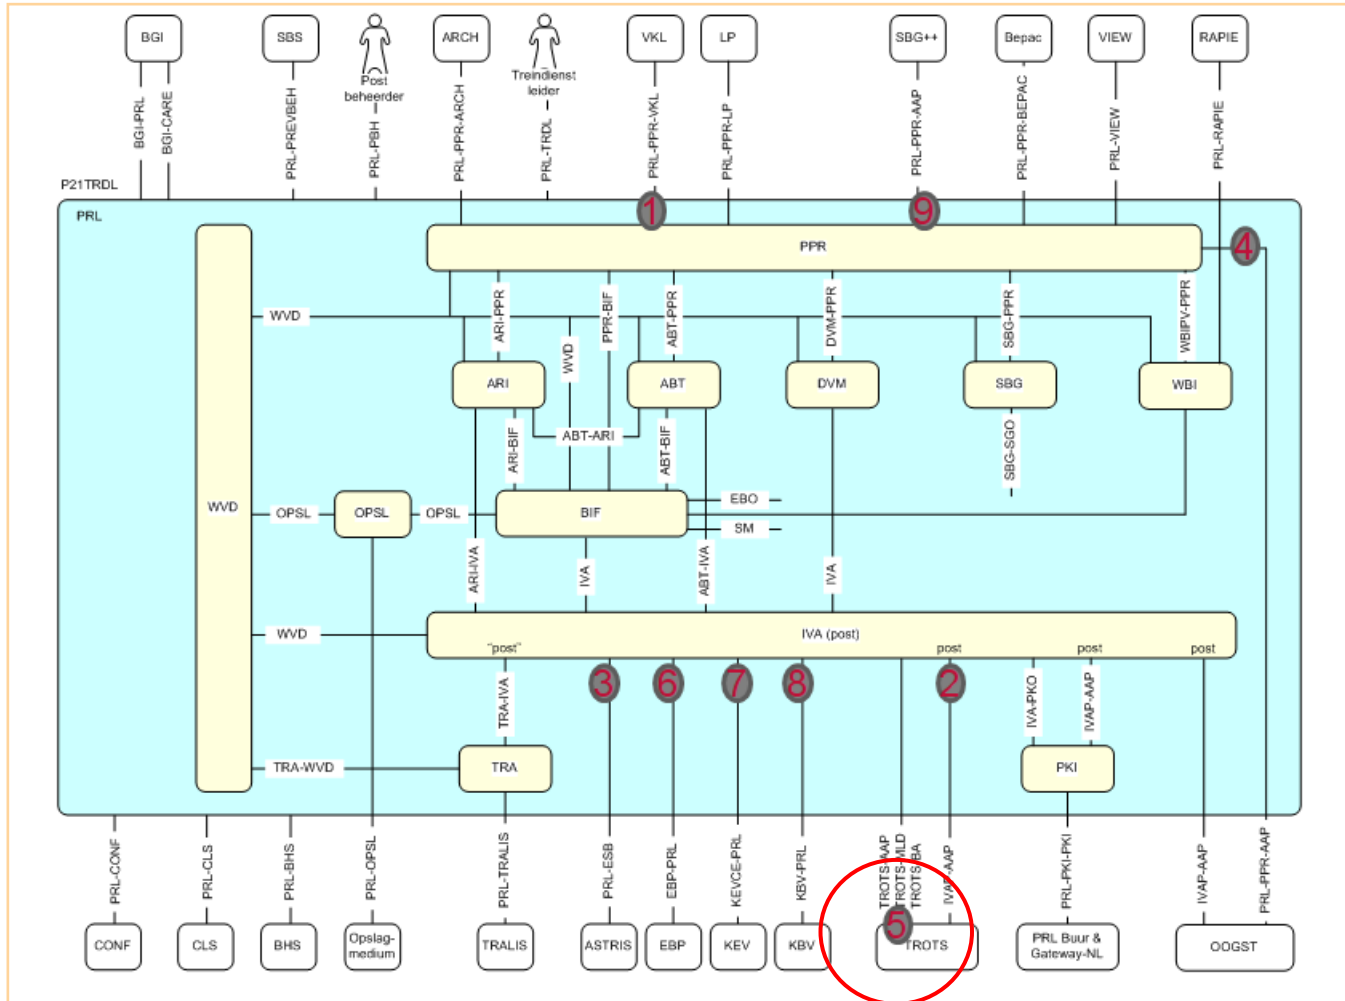 BGI
SBS
ARCH
VKL
LP
SBG++
Bepac
VIEW
RAPIE
Post
beheerder
Treindienst
leider
BGI-PRL
BGI-CARE
PRL-PREVBEH
PRL-PBH
PRL-PPR-ARCH
PRL-TRDL
PRL-PPR-VKL
PRL-PPR-LP
PRL-PPR-AAP
PRL-PPR-BEPAC
PRL-VIEW
PRL-RAPIE
P21TRDL
PRL
1
9
4
PPR
WVD
ARI-PPR
WVD
PPR-BIF
ABT-PPR
DVM-PPR
SBG-PPR
WBIPV-PPR
ARI
ABT
DVM
SBG
WBI
ABT-ARI
ARI-BIF
ABT-BIF
SBG-SGO
WVD
OPSL
OPSL
OPSL
BIF
EBO
SM
ARI-IVA
IVA
ABT-IVA
IVA
WVD
IVA (post)
"post"
post
post
post
3
6
7
8
2
TRA-IVA
IVA-PKO
IVAP-AAP
TRA-WVD
TRA
PKI
PRL-CONF
PRL-CLS
PRL-BHS
PRL-OPSL
PRL-TRALIS
PRL-ESB
EBP-PRL
KEVCE-PRL
KBV-PRL
TROTS-AAP
TROTS-MLD
TROTS-BA
IVAP-AAP
PRL-PKI-PKI
IVAP-AAP
PRL-PPR-AAP
5
CONF
CLS
BHS
Opslag-
medium
TRALIS
ASTRIS
EBP
KEV
KBV
TROTS
PRL Buur &
Gateway-NL
OOGST